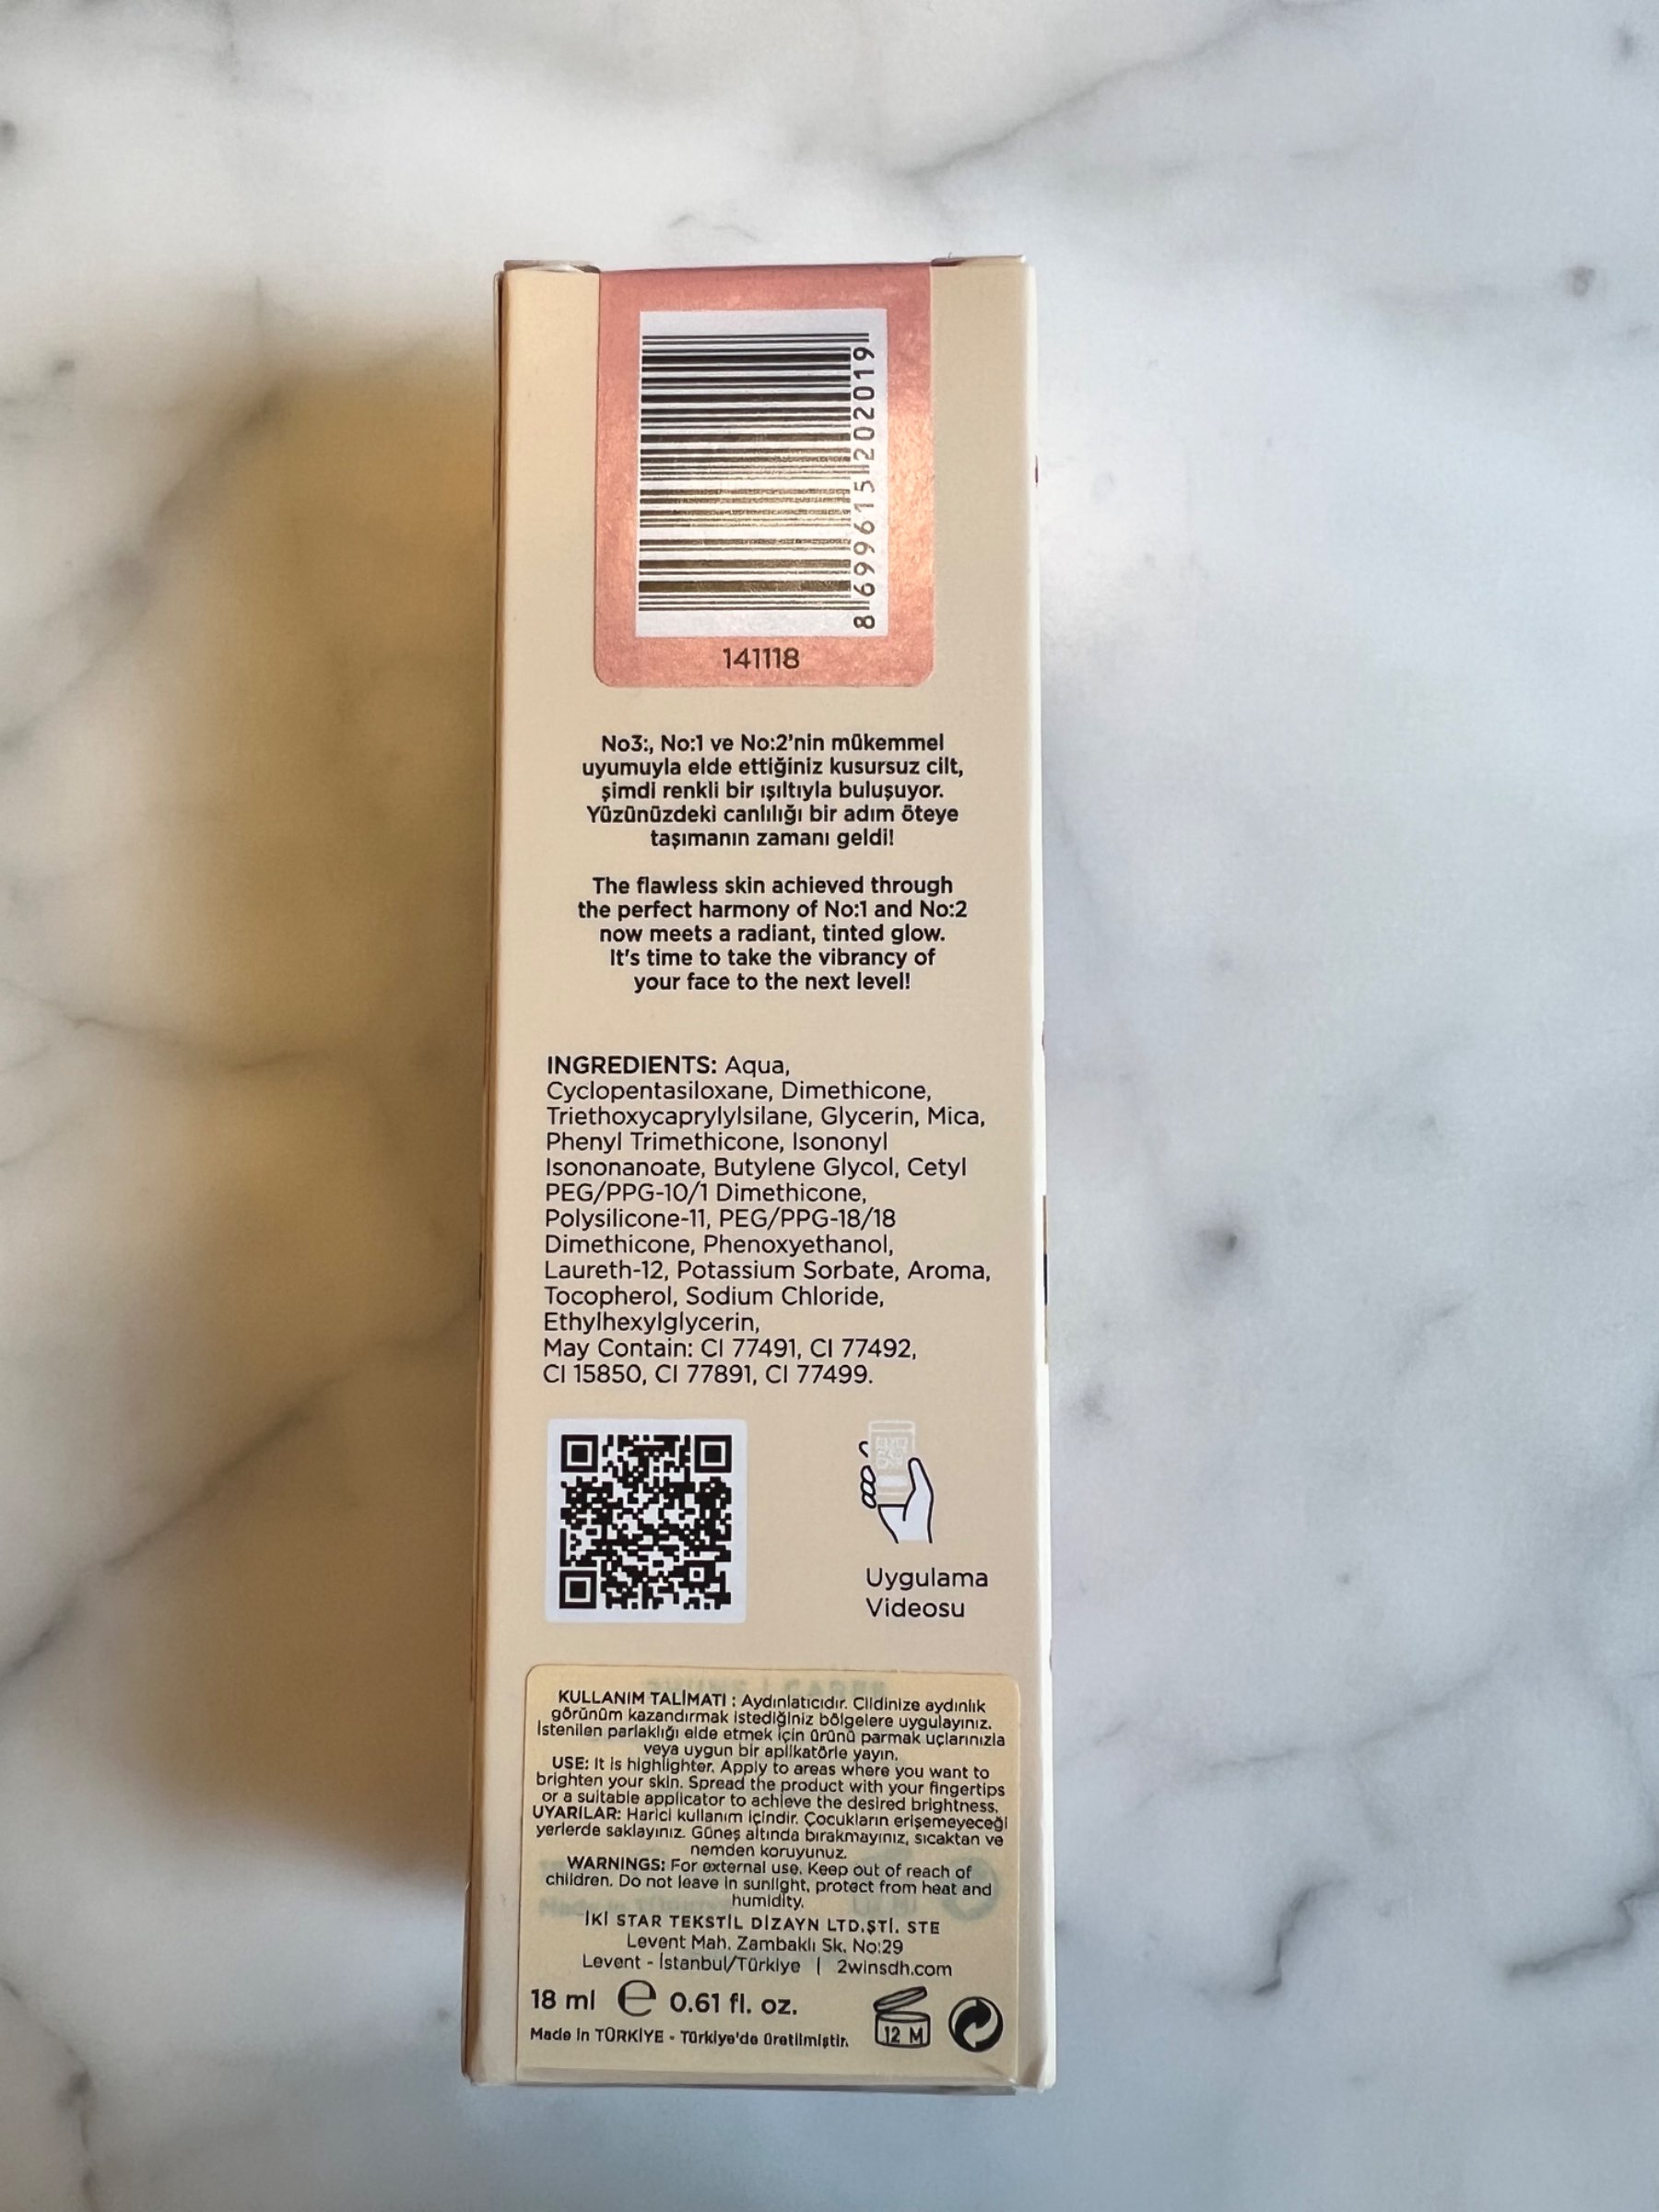 8 699615 202019
141118
No3:, No:1 ve No:2'nin mükemmel
uyumuyla elde ettiğiniz kusursuz cilt,
şimdi renkli bir ışıltıyla buluşuyor.
Yüzünüzdeki canlılığı bir adım öteye
taşımanın zamanı geldi!
The flawless skin achieved through
the perfect harmony of No:1 and No:2
now meets a radiant, tinted glow.
It's time to take the vibrancy of
your face to the next level!
INGREDIENTS: Aqua,
Cyclopentasiloxane, Dimethicone,
Triethoxycaprylylsilane, Glycerin, Mica,
Phenyl Trimethicone, Isononyl
Isononanoate, Butylene Glycol, Cetyl
PEG/PPG-10/1 Dimethicone,
Polysilicone-11, PEG/PPG-18/18
Dimethicone, Phenoxyethanol,
Laureth-12, Potassium Sorbate, Aroma,
Tocopherol, Sodium Chloride,
Ethylhexylglycerin,
May Contain: CI 77491, CI 77492,
CI 15850, CI 77891, CI 77499.
Uygulama
Videosu
KULLANIM TALİMATI : Aydınlatıcıdır. Cildinize aydınlık
görünüm kazandırmak istediğiniz bölgelere uygulayınız.
İstenilen parlaklığı elde etmek için ürünü parmak uçlarınızla
veya uygun bir aplikatörle yayın.
USE: It is highlighter. Apply to areas where you want to
brighten your skin. Spread the product with your fingertips
or a suitable applicator to achieve the desired brightness.
UYARILAR: Harici kullanım içindir. Çocukların erişemeyeceği
yerlerde saklayınız. Güneş altında bırakmayınız, sıcaktan ve
nemden koruyunuz.
WARNINGS: For external use. Keep out of reach of
children. Do not leave in sunlight, protect from heat and
humidity.
İKİ STAR TEKSTİL DİZAYN LTD.ŞTİ. STE
Levent Mah. Zambaklı Sk. No:29
Levent - İstanbul/Türkiye | 2winsdh.com
18 ml ℮ 0.61 fl. oz.
12 M
Made in TÜRKİYE - Türkiye'de üretilmiştir.